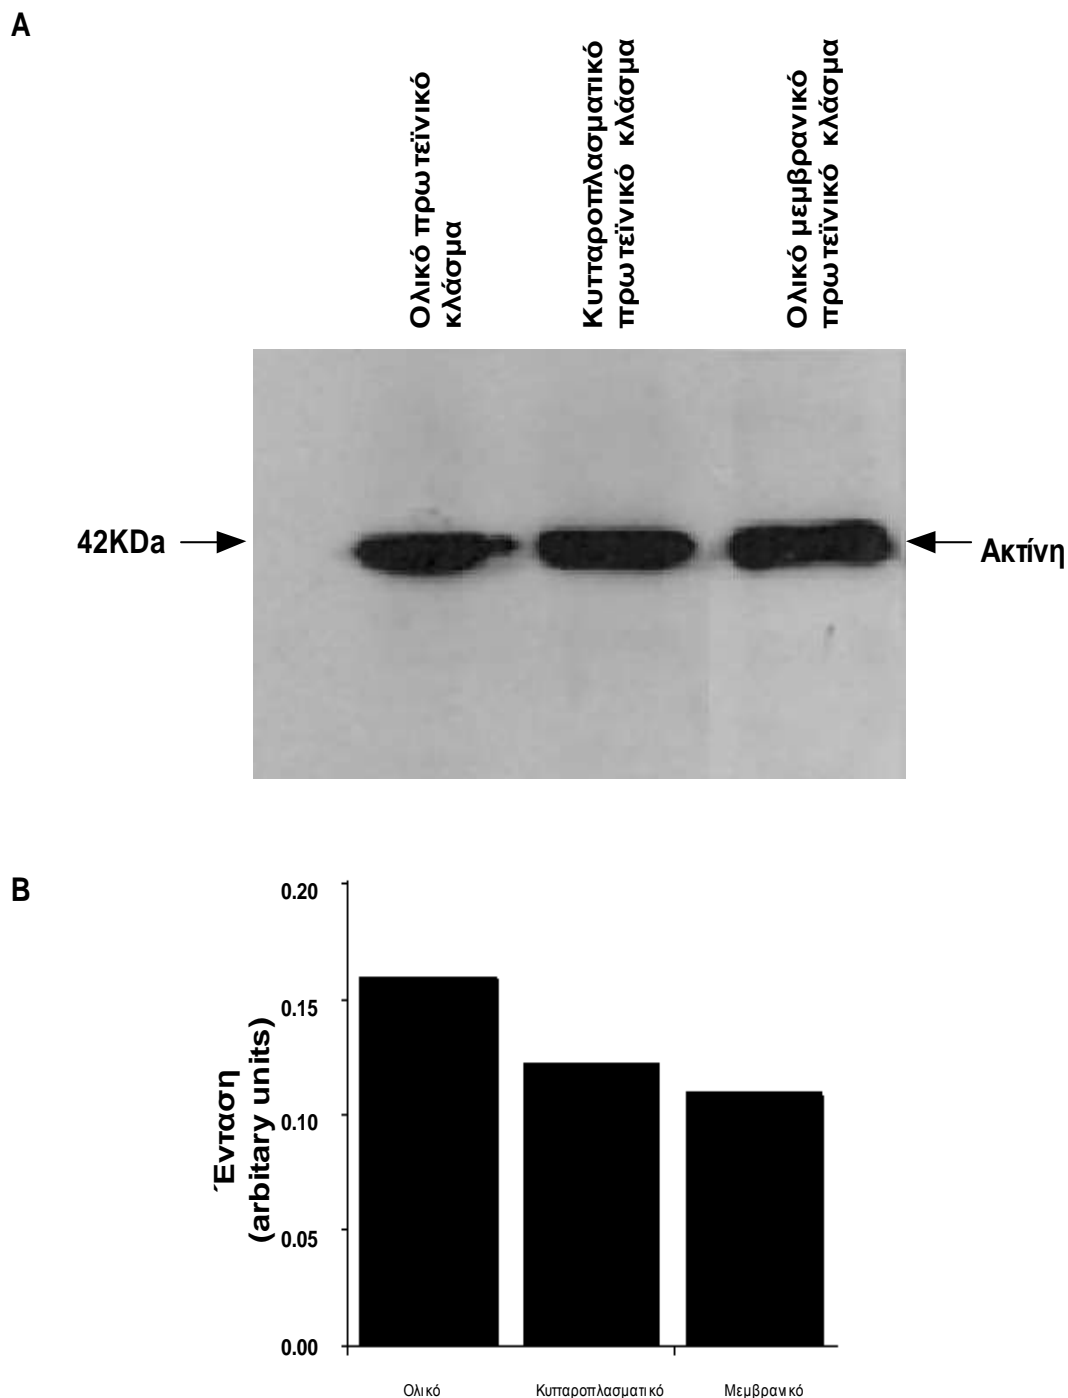 A
Ολικό πρωτεϊνικό
κλάσμα
Κυτταροπλασματικό
πρωτεϊνικό κλάσμα
Ολικό μεμβρανικό
πρωτεϊνικό κλάσμα
42KDa
Ακτίνη
B
Ένταση
(arbitary units)
0.20
0.15
0.10
0.05
0.00
Ολικό
Κυτταροπλασματικό
Μεμβρανικό